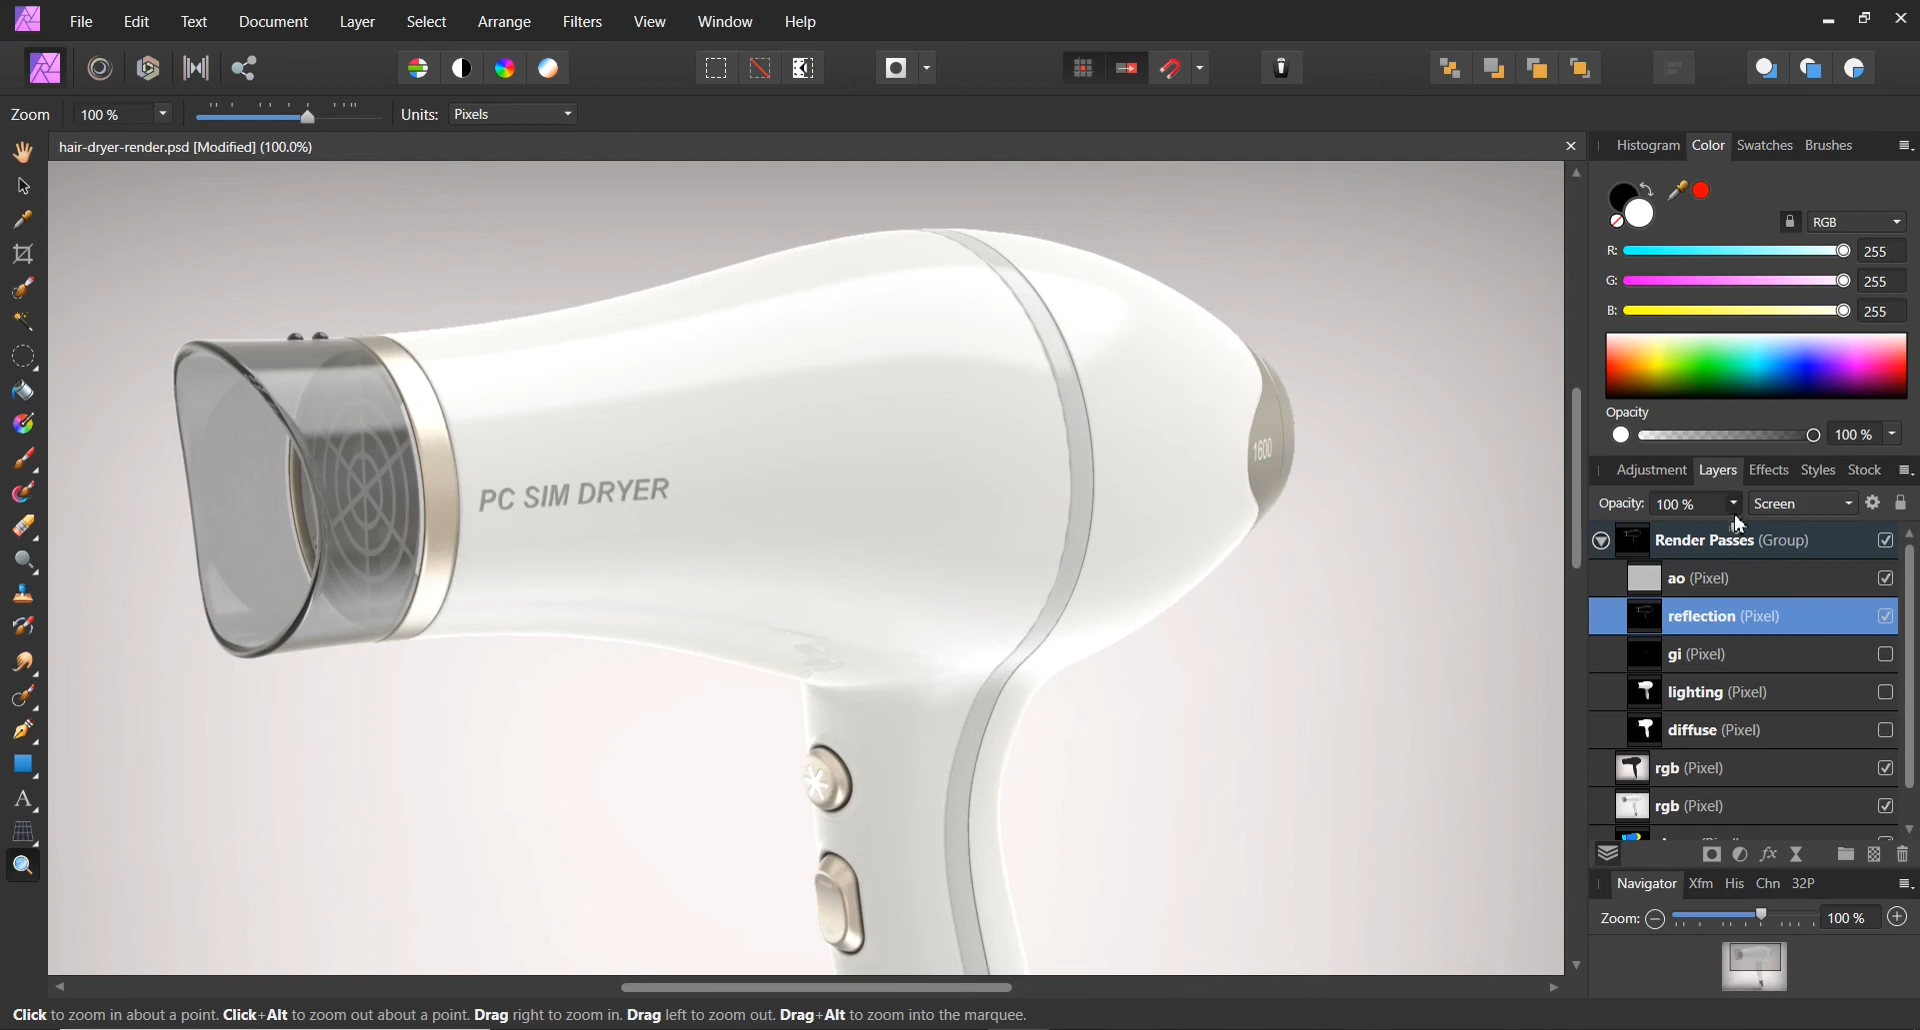 File Edit Text Document Layer Select Arrange Filters View Window Help
Zoom 100 % Units: Pixels
hair-dryer-render.psd [Modified] (100.0%)
Histogram Color Swatches Brushes
RGB
R: 255
G: 255
B: 255
Opacity
100 %
Adjustment Layers Effects Styles Stock
Opacity: 100 % Screen
Render Passes (Group)
ao (Pixel)
reflection (Pixel)
gi (Pixel)
lighting (Pixel)
diffuse (Pixel)
rgb (Pixel)
rgb (Pixel)
Navigator Xfm His Chn 32P
Zoom: 100 %
PC SIM DRYER
1600
Click to zoom in about a point. Click+Alt to zoom out about a point. Drag right to zoom in. Drag left to zoom out. Drag+Alt to zoom into the marquee.